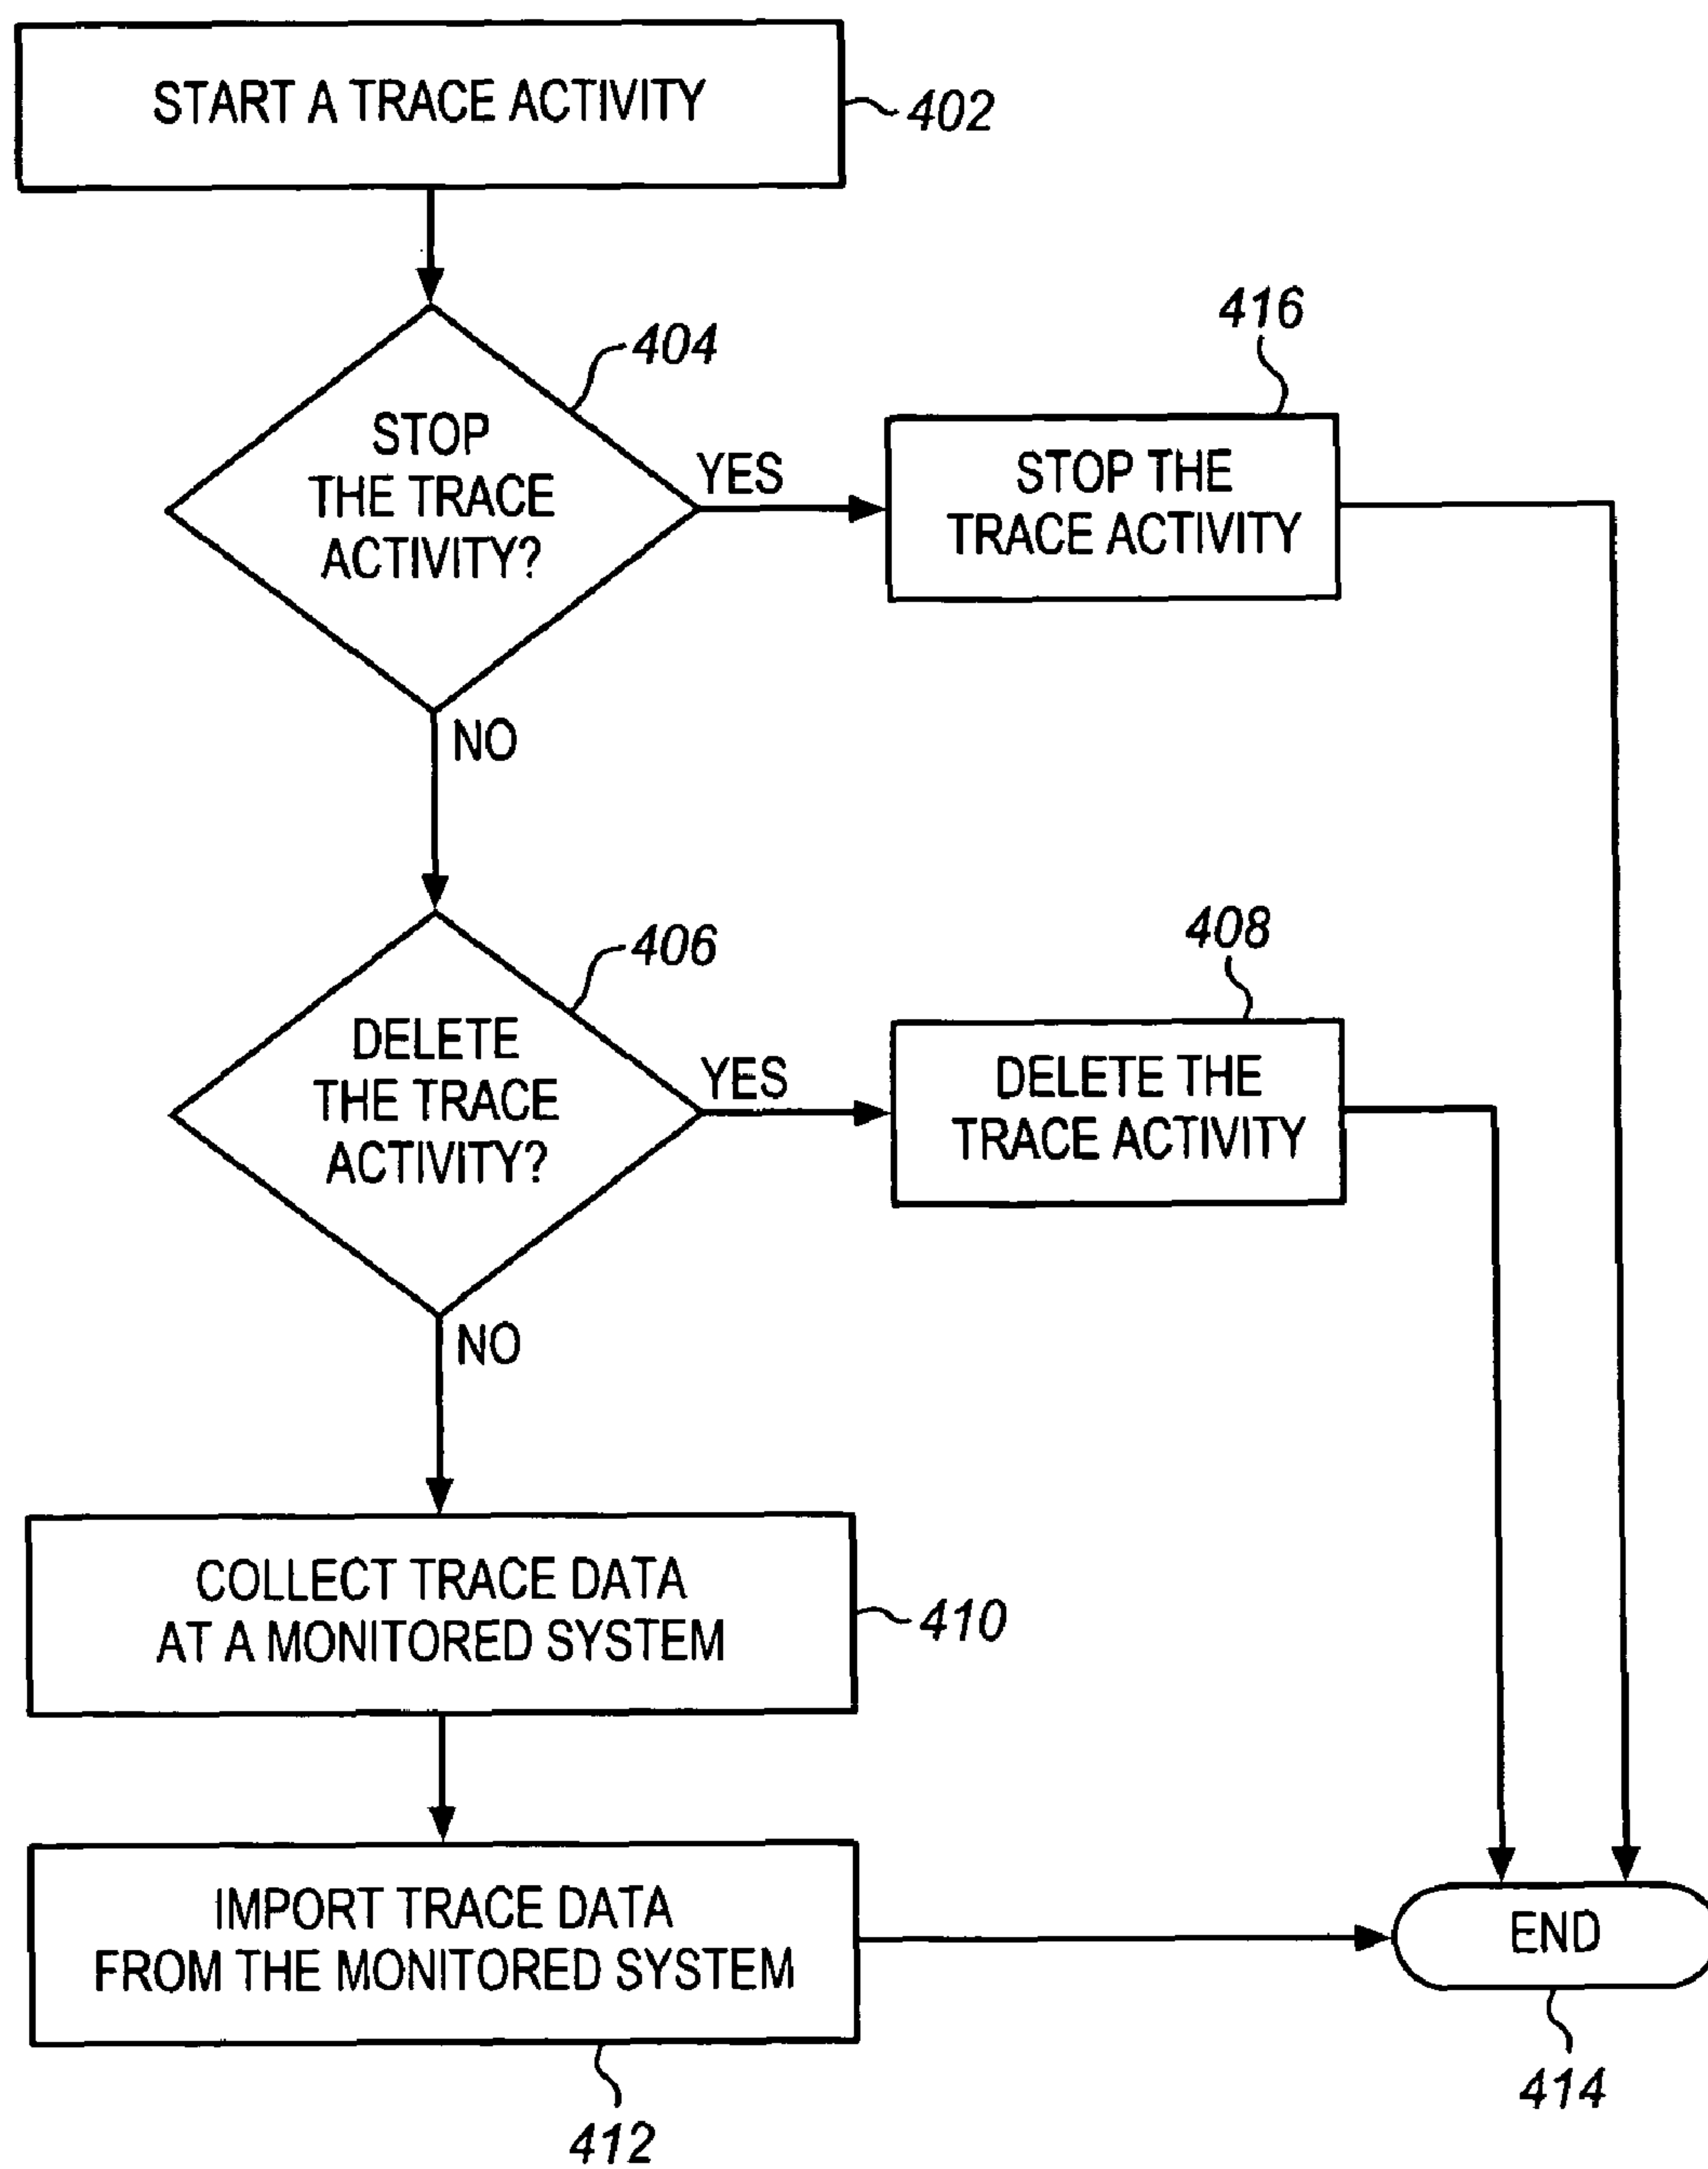 START A TRACE ACTIVITY
402
404
STOP
THE TRACE
ACTIVITY?
YES
416
STOP THE
TRACE ACTIVITY
NO
406
DELETE
THE TRACE
ACTIVITY?
YES
408
DELETE THE
TRACE ACTIVITY
NO
COLLECT TRACE DATA
AT A MONITORED SYSTEM
410
IMPORT TRACE DATA
FROM THE MONITORED SYSTEM
412
END
414